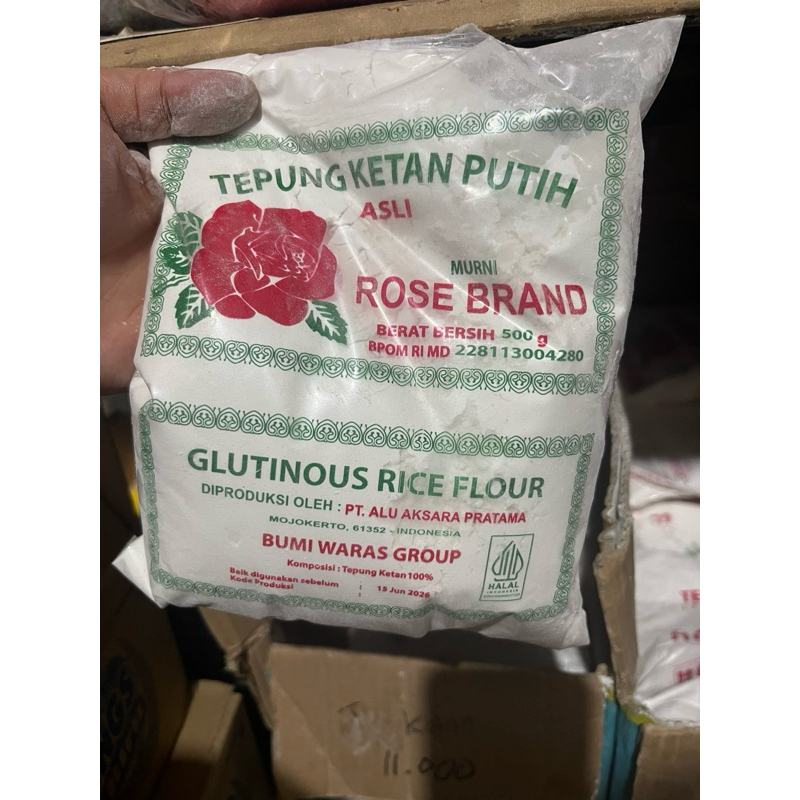 TEPUNG KETAN PUTIH
ASLI
MURNI
ROSE BRAND
BERAT BERSIH 500 g
BPOM RI MD 228113004280
GLUTINOUS RICE FLOUR
DIPRODUKSI OLEH : PT. ALU AKSARA PRATAMA
MOJOKERTO, 61352 - INDONESIA
BUMI WARAS GROUP
Komposisi : Tepung Ketan 100%
Baik digunakan sebelum : 15 Jun 2026
Kode Produksi :
HALAL
INDONESIA
11.000